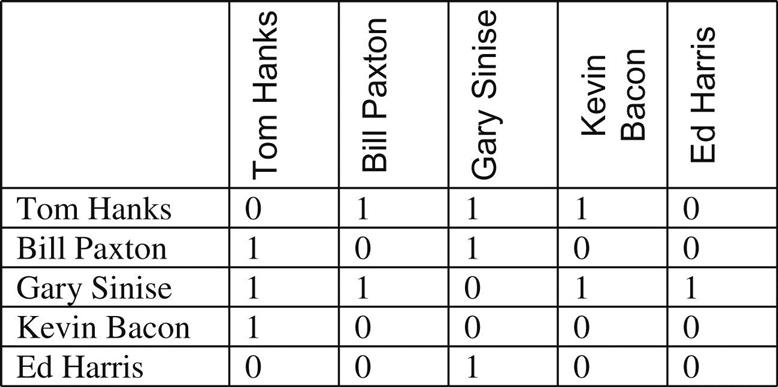 Tom Hanks
Bill Paxton
Gary Sinise
Kevin
Bacon
Ed Harris
Tom Hanks 0 1 1 1 0
Bill Paxton 1 0 1 0 0
Gary Sinise 1 1 0 1 1
Kevin Bacon 1 0 0 0 0
Ed Harris 0 0 1 0 0